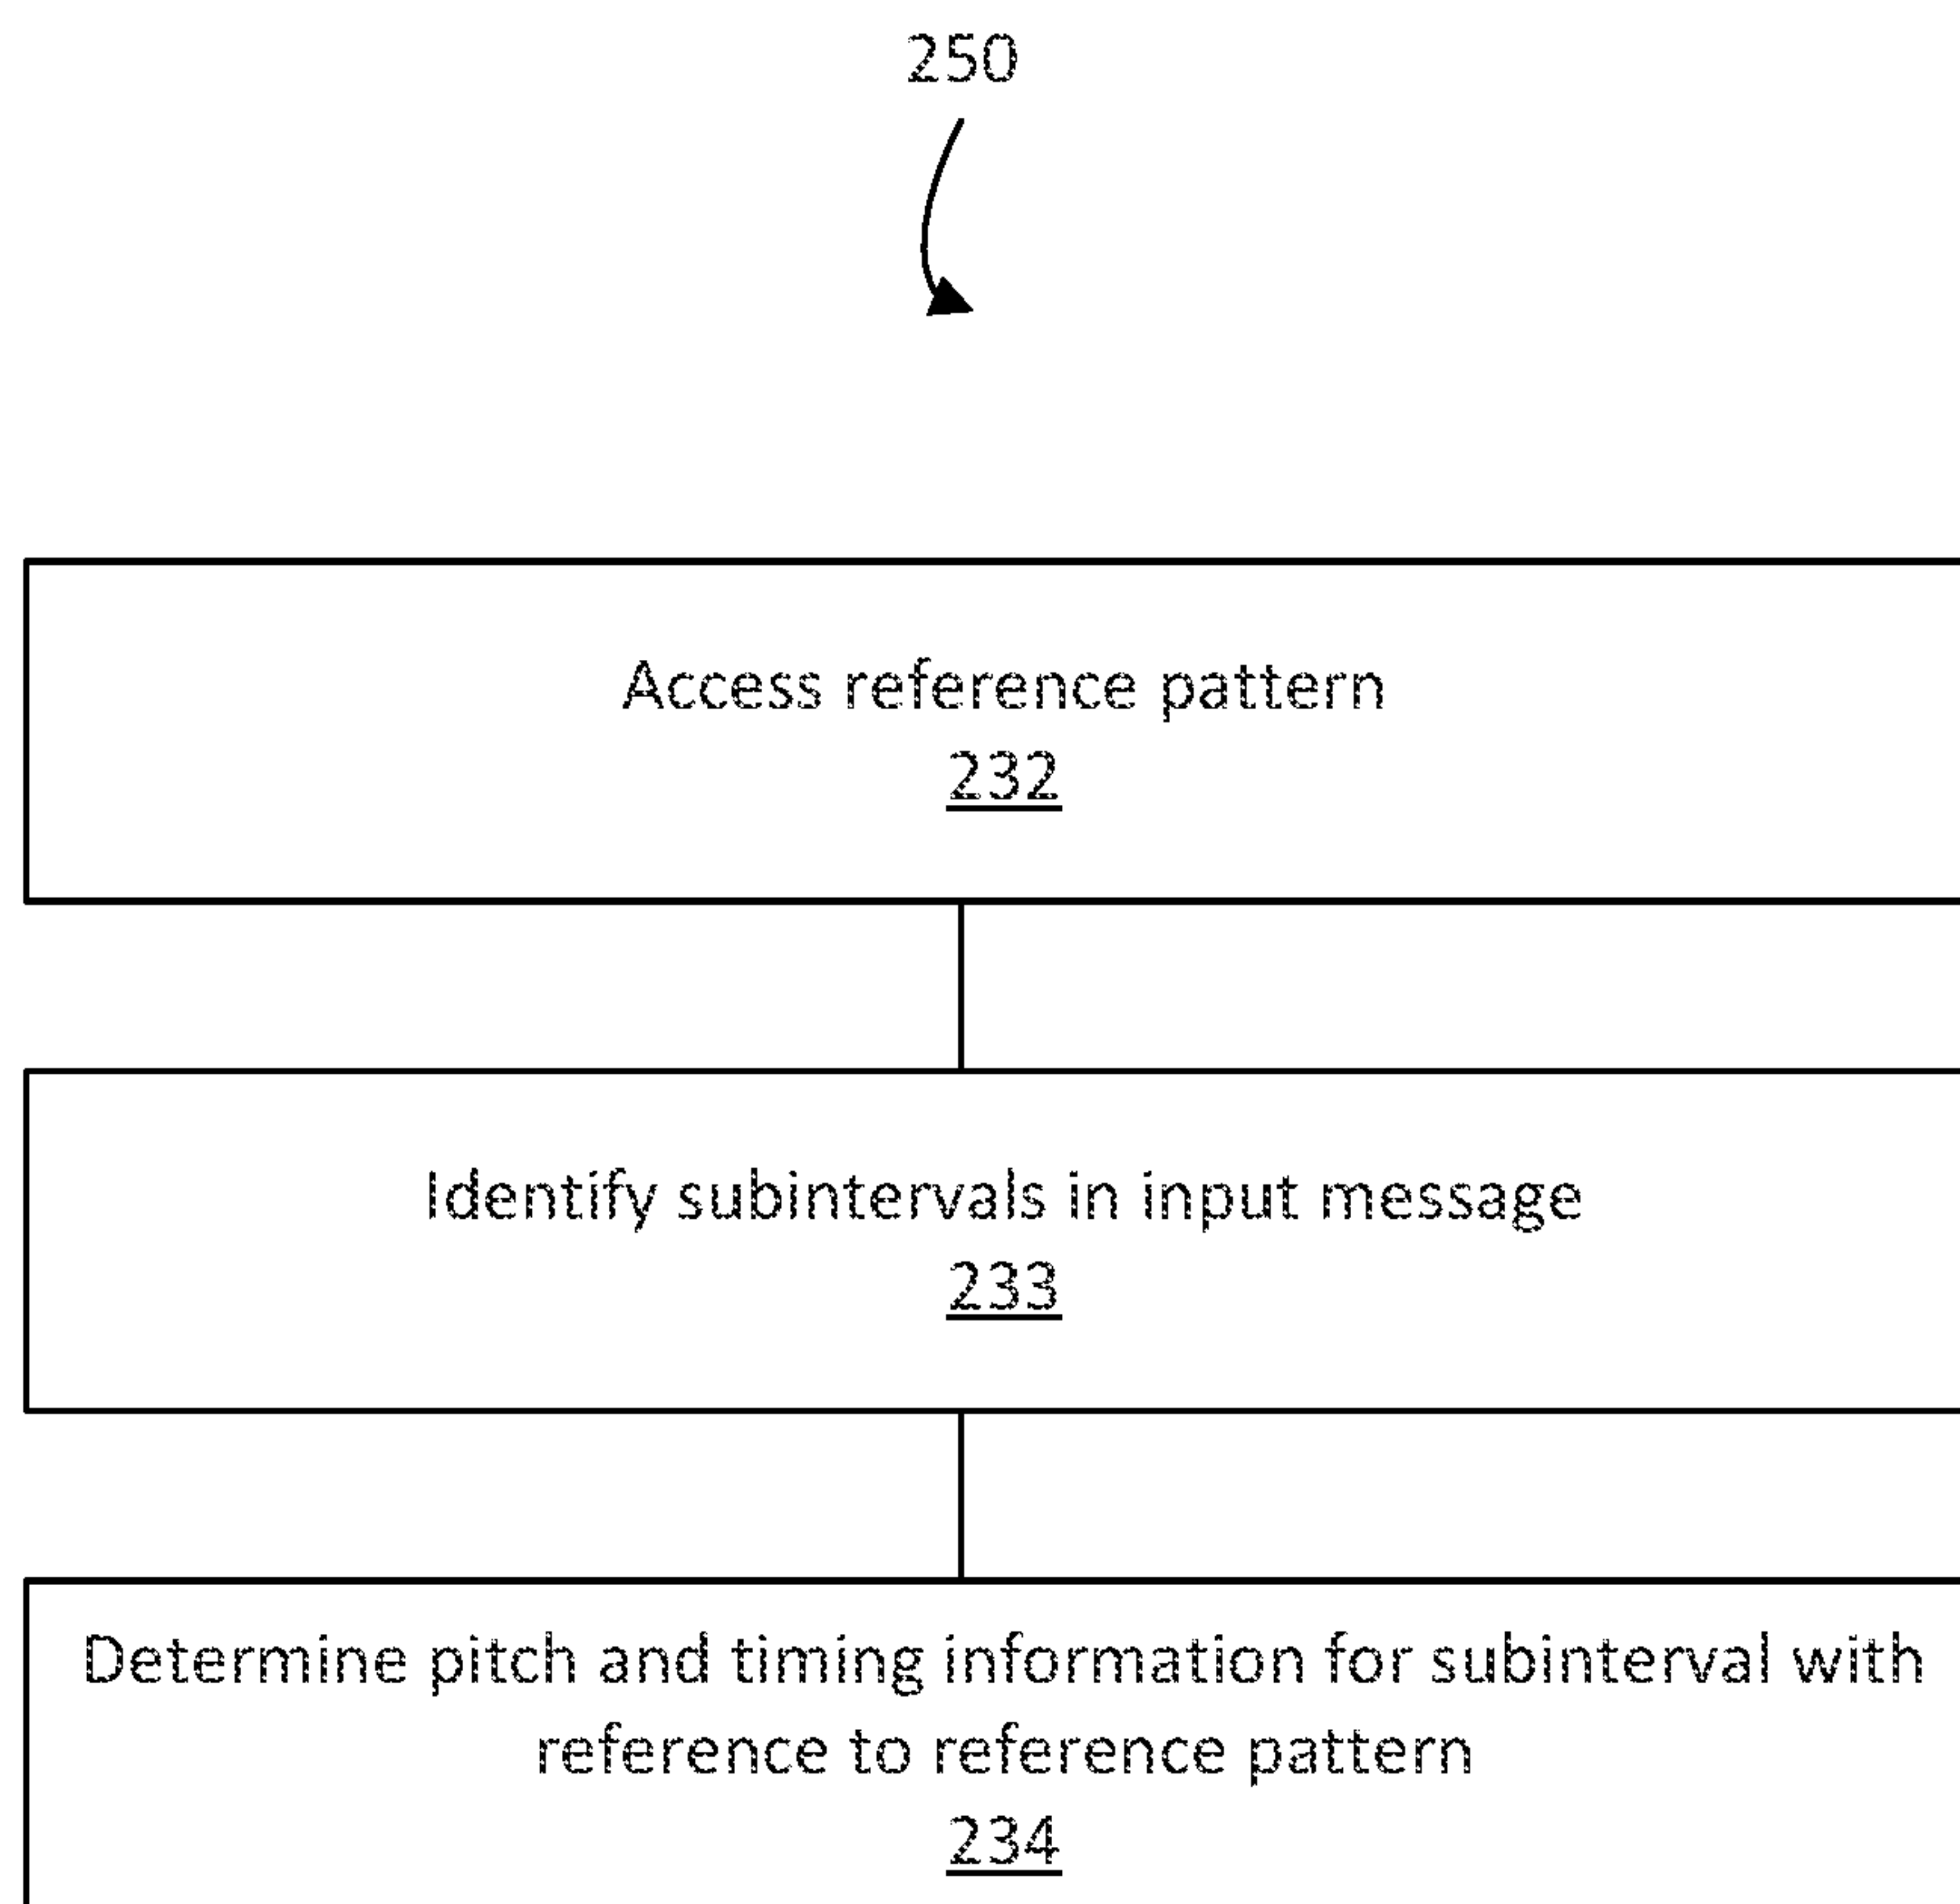 250
Access reference pattern
232
Identify subintervals in input message
233
Determine pitch and timing information for subinterval with
reference to reference pattern
234